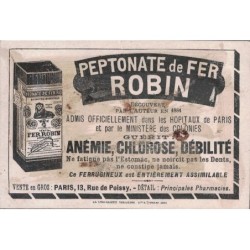 PEPTONATE de FER
ROBIN
DÉCOUVERT
PAR L'AUTEUR EN 1881
ADMIS OFFICIELLEMENT dans les HOPITAUX de PARIS
et par le MINISTÈRE des COLONIES
GUÉRIT
ANÉMIE, CHLOROSE, DÉBILITÉ
Ne fatigue pas l'Estomac, ne noircit pas les Dents,
ne constipe jamais.
Ce FERRUGINEUX est ENTIÈREMENT ASSIMILABLE
VENTE en GROS: PARIS, 13, Rue de Poissy. - DÉTAIL: Principales Pharmacies.
FER ROBIN